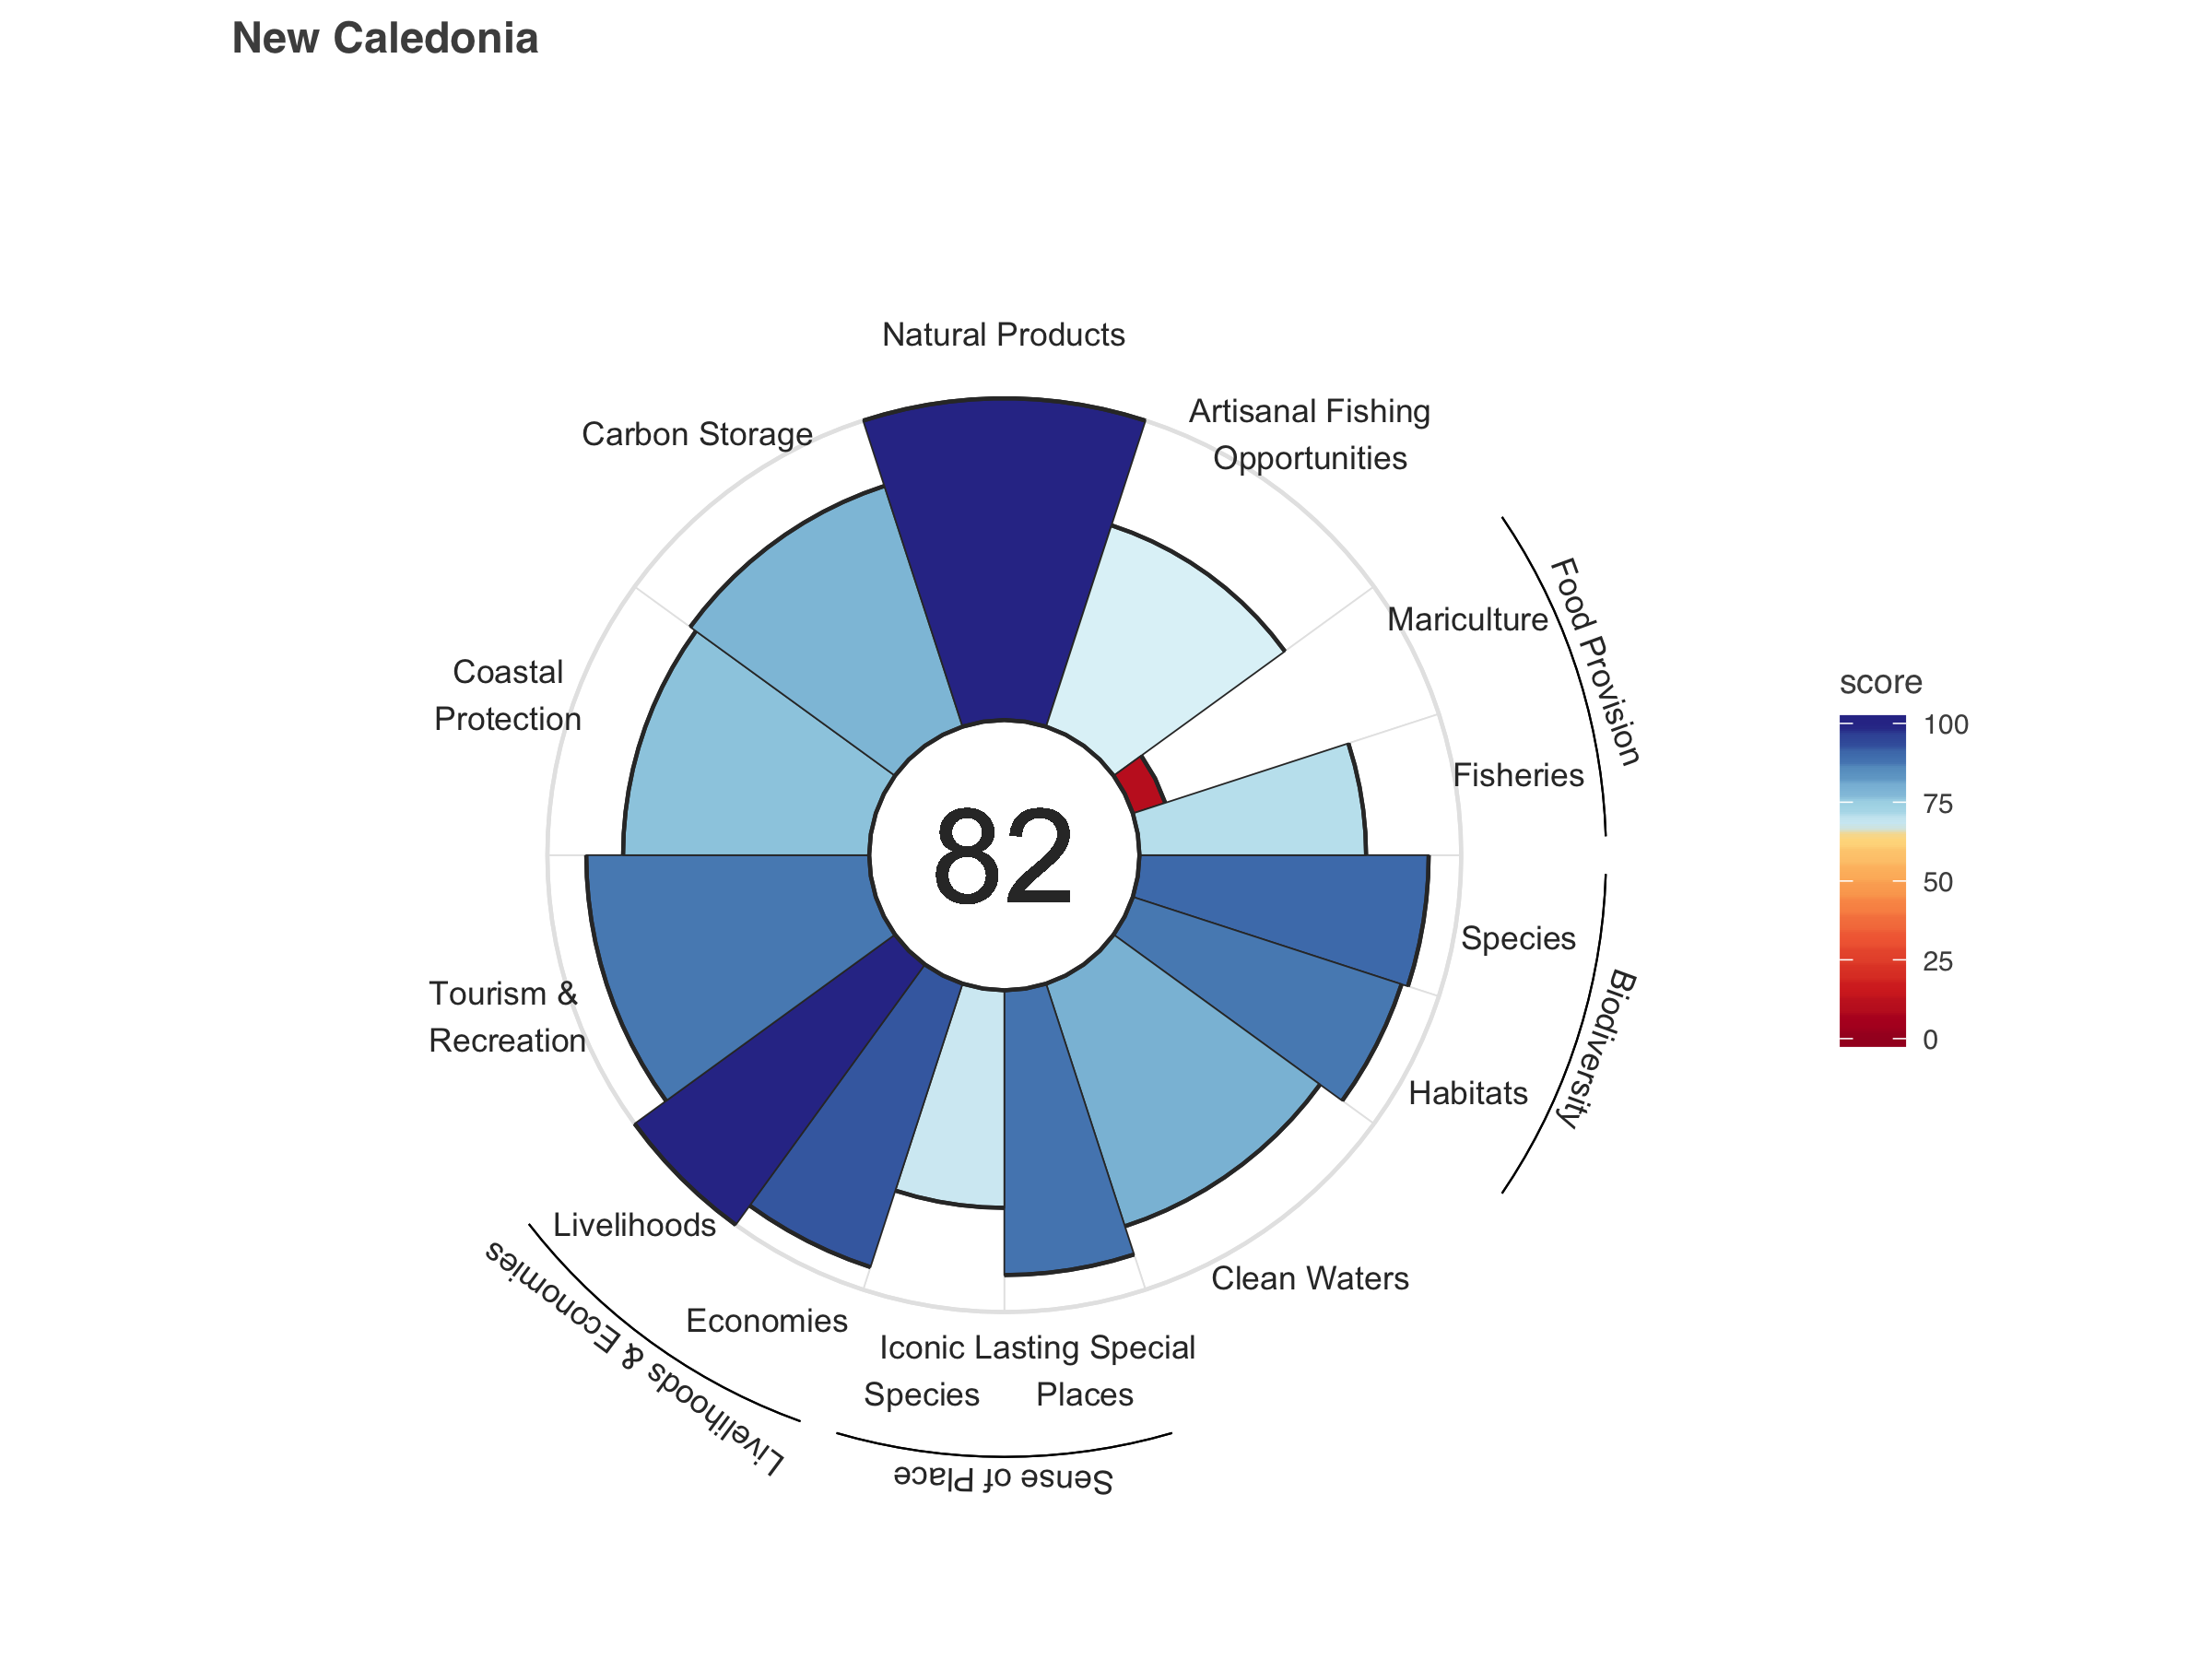 New Caledonia
Natural Products
Artisanal Fishing
Opportunities
Carbon Storage
Mariculture
Food Provision
Coastal
Protection
Fisheries
score
100
75
50
25
0
82
Species
Biodiversity
Tourism &
Recreation
Habitats
Livelihoods
Clean Waters
Economies
Livelihoods & Economies
Iconic
Species
Lasting Special
Places
Sense of Place